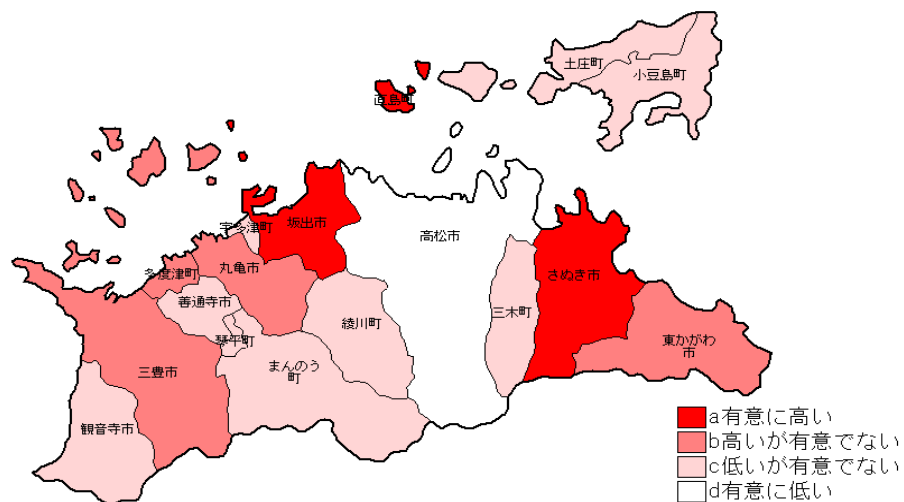 土庄町
小豆島町
直島町
宇多津町
坂出市
高松市
多度津町
丸亀市
さぬき市
善通寺市
三木町
綾川町
琴平町
東かがわ
市
まんのう
町
三豊市
観音寺市
a有意に高い
b高いが有意でない
c低いが有意でない
d有意に低い